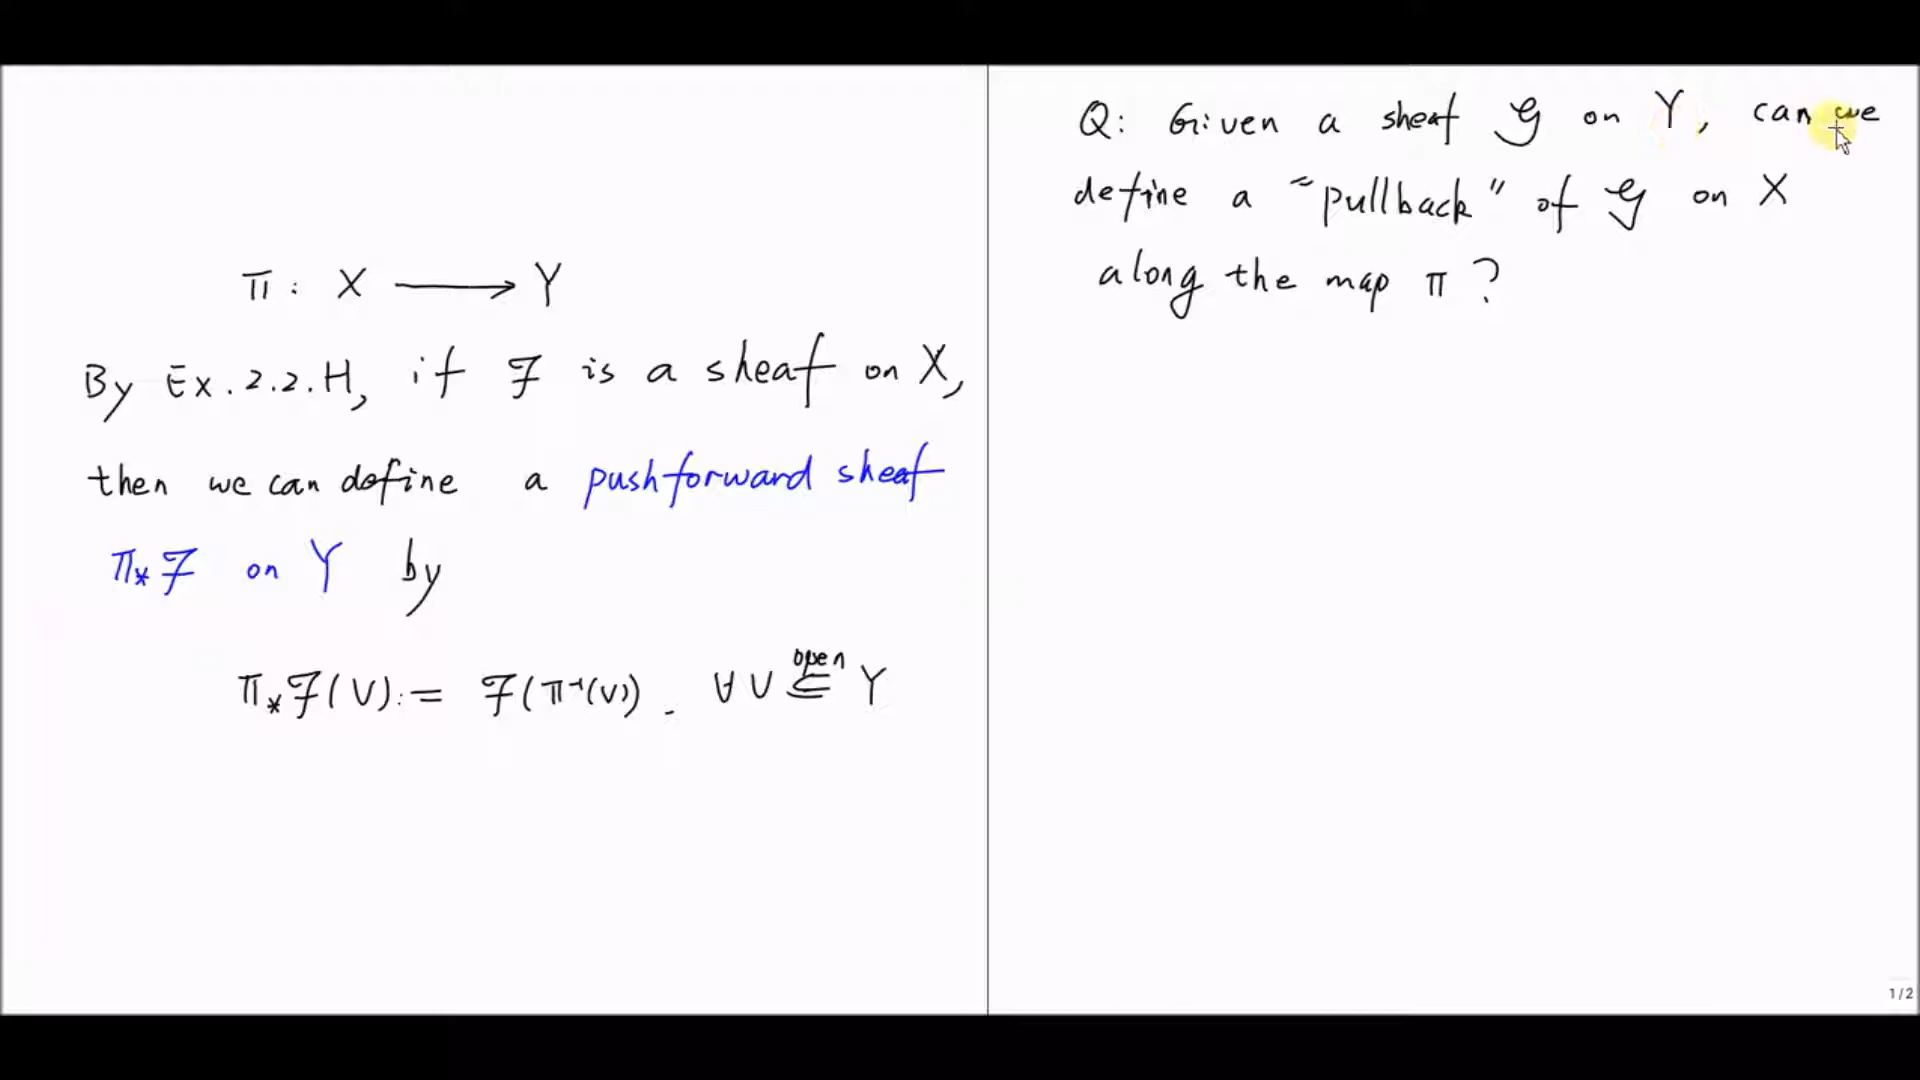 π: X ⟶ Y
By Ex. 2.2.H, if ℱ is a sheaf on X,
then we can define a pushforward sheaf
π*ℱ on Y by
π*ℱ(V) := ℱ(π⁻¹(V)). ∀ V ⊆ Y
open
Q: Given a sheaf 𝒢 on Y, can we
define a "pullback" of 𝒢 on X
along the map π?
1/2